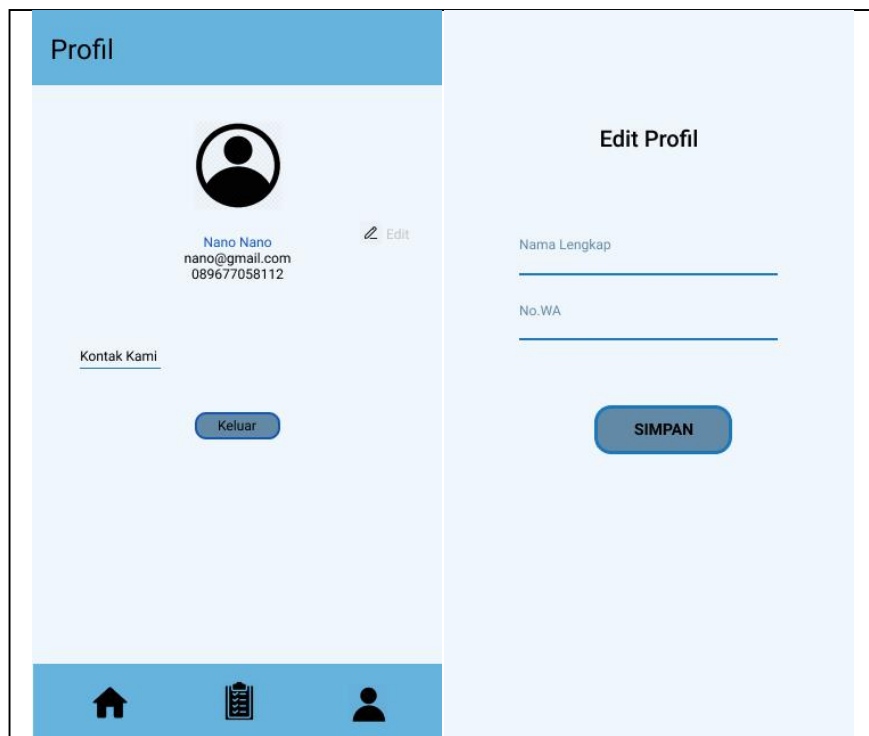 Profil
Nano Nano
nano@gmail.com
089677058112
Edit
Kontak Kami
Keluar
Edit Profil
Nama Lengkap
No.WA
SIMPAN